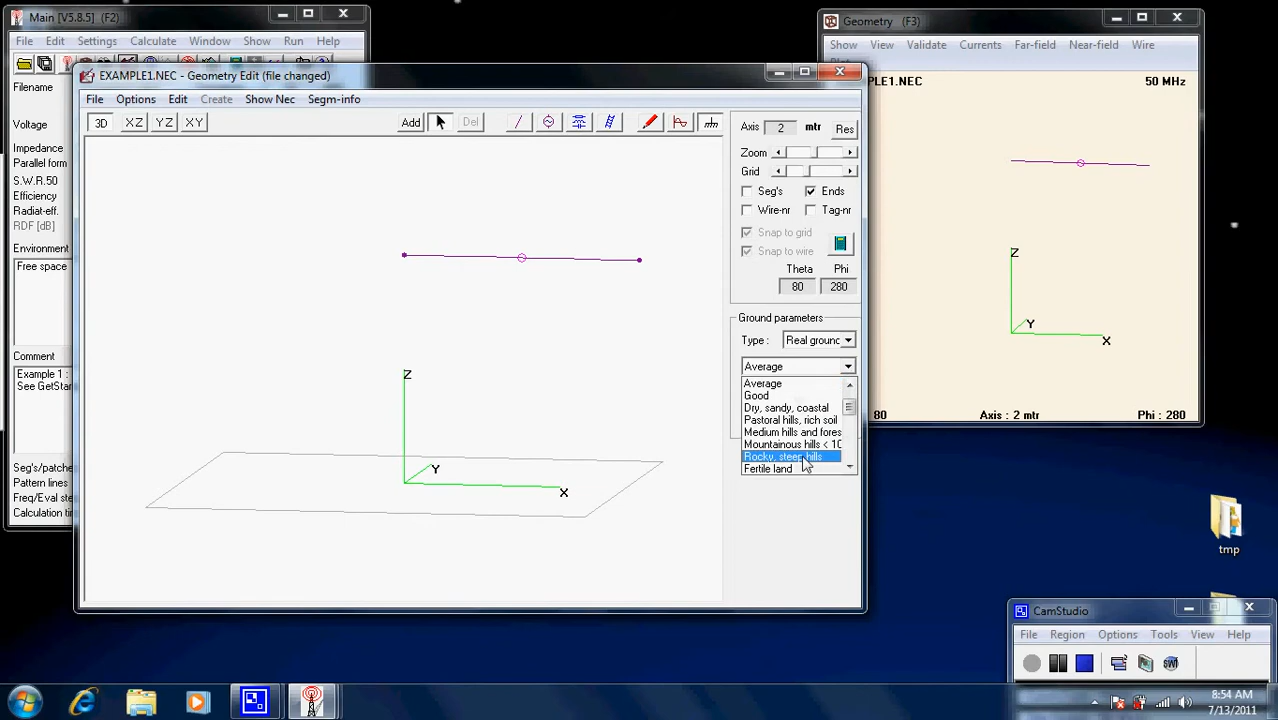 Main [V5.8.5] (F2)
File Edit Settings Calculate Window Show Run Help
Filename
Voltage
Impedance
Parallel form
S.W.R.50
Efficiency
Radiat-eff.
RDF [dB]
Environment
Free space
Comment
Example 1 :
See GetSta
Seg's/patche
Pattern lines
Freq/Eval ste
Calculation tim
EXAMPLE1.NEC - Geometry Edit (file changed)
File Options Edit Create Show Nec Segm-info
3D XZ YZ XY Add Del
Axis 2 mtr Res
Zoom
Grid
Seg's Ends
Wire-nr Tag-nr
Snap to grid
Snap to wire
Theta Phi
80 280
Ground parameters
Type : Real ground
Average
Average
Good
Dry, sandy, coastal
Pastoral hills, rich soil
Medium hills and fores
Mountainous hills < 10
Rocky, steep hills
Fertile land
Z
Y
X
Geometry (F3)
Show View Validate Currents Far-field Near-field Wire
PLE1.NEC 50 MHz
Z
Y
X
80 Axis : 2 mtr Phi : 280
tmp
CamStudio
File Region Options Tools View Help
SWT
8:54 AM
7/13/2011